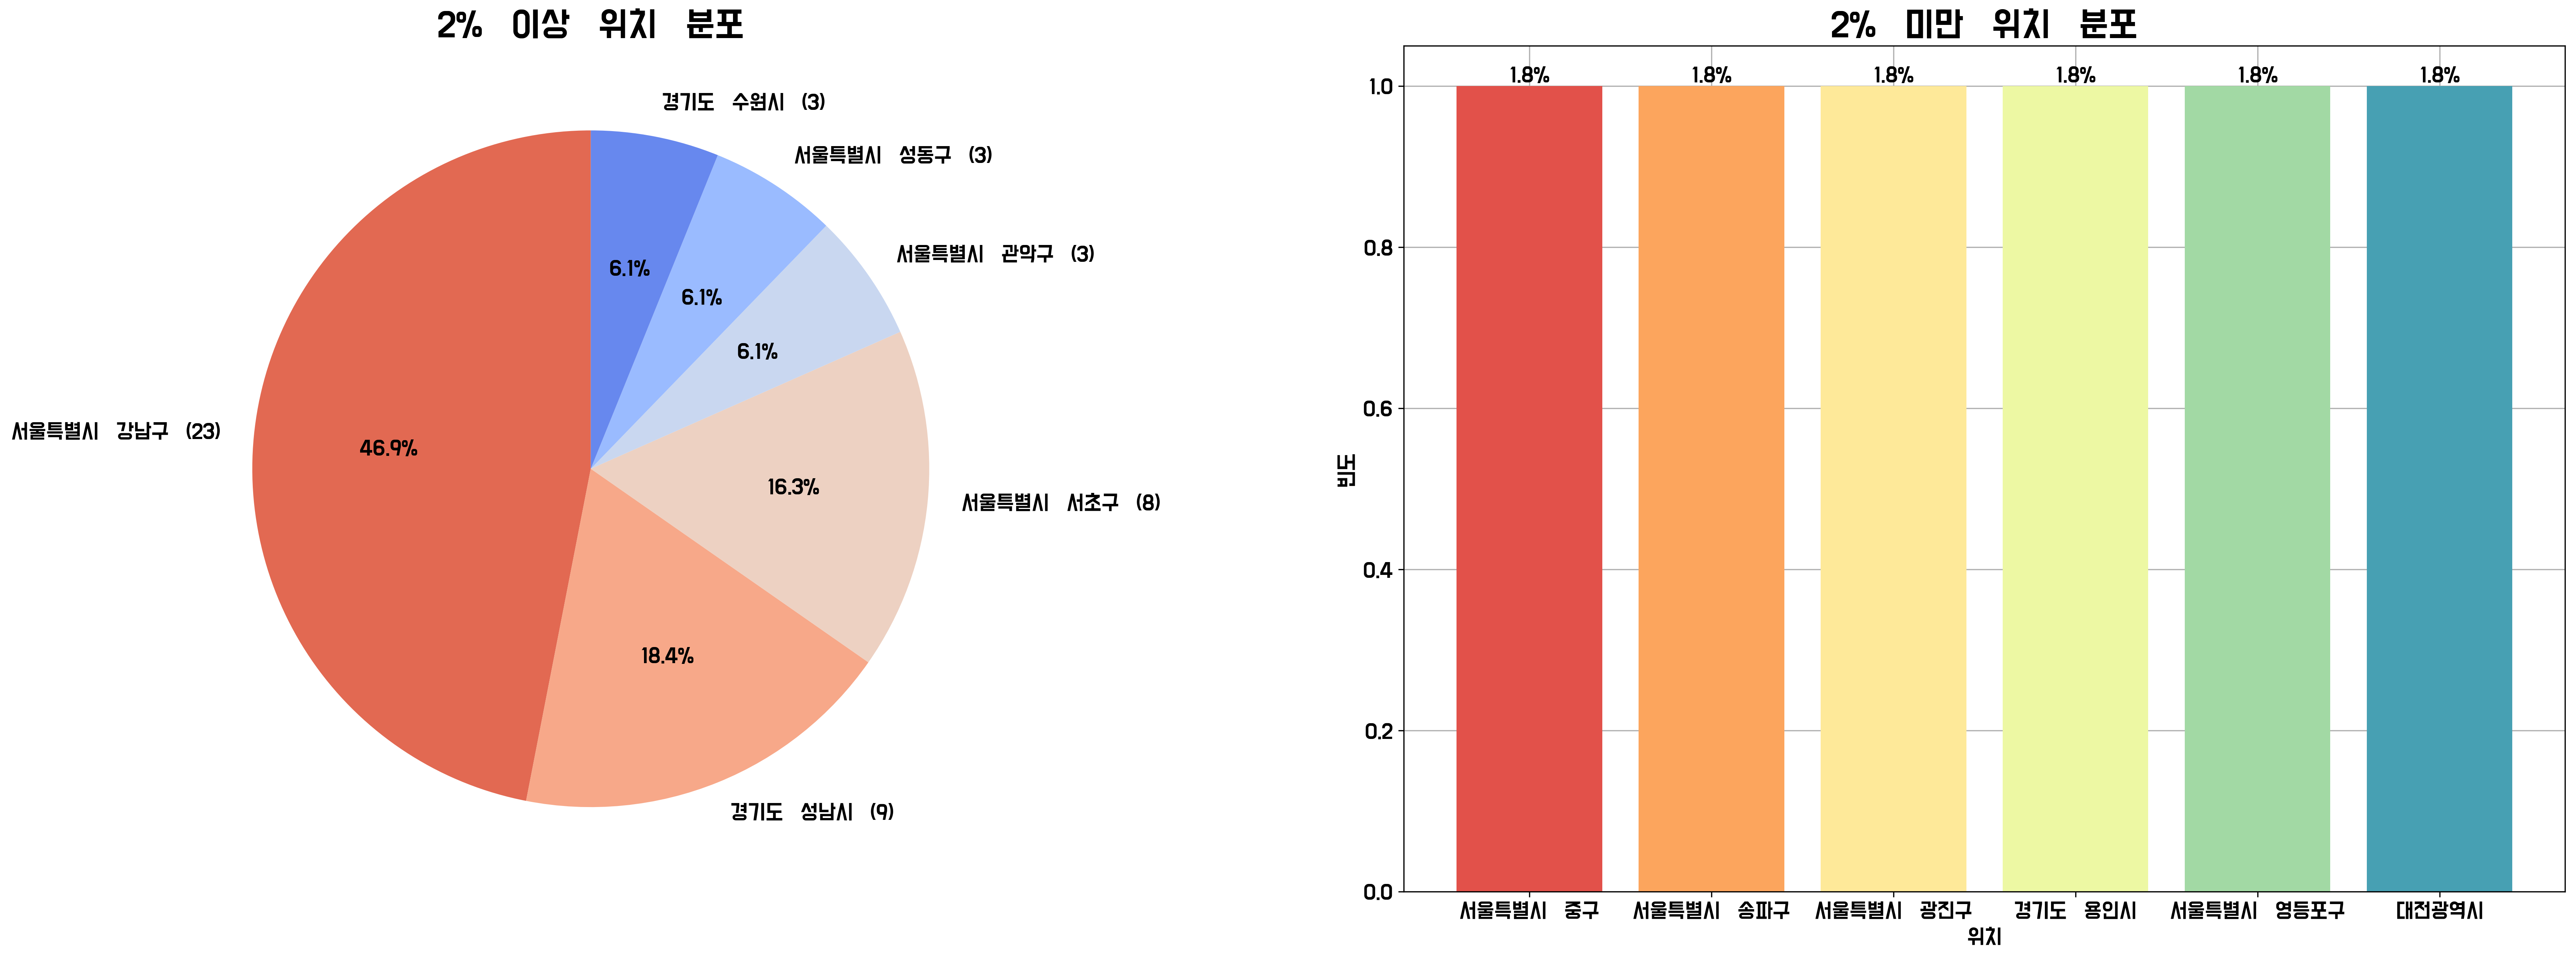 2% 이상 위치 분포
경기도 수원시 (3)
서울특별시 성동구 (3)
서울특별시 관악구 (3)
서울특별시 서초구 (8)
경기도 성남시 (9)
서울특별시 강남구 (23)
6.1%
6.1%
6.1%
16.3%
18.4%
46.9%
2% 미만 위치 분포
1.8% 1.8% 1.8% 1.8% 1.8% 1.8%
1.0
0.8
0.6
0.4
0.2
0.0
빈도
서울특별시 중구 서울특별시 송파구 서울특별시 광진구 경기도 용인시 서울특별시 영등포구 대전광역시
위치